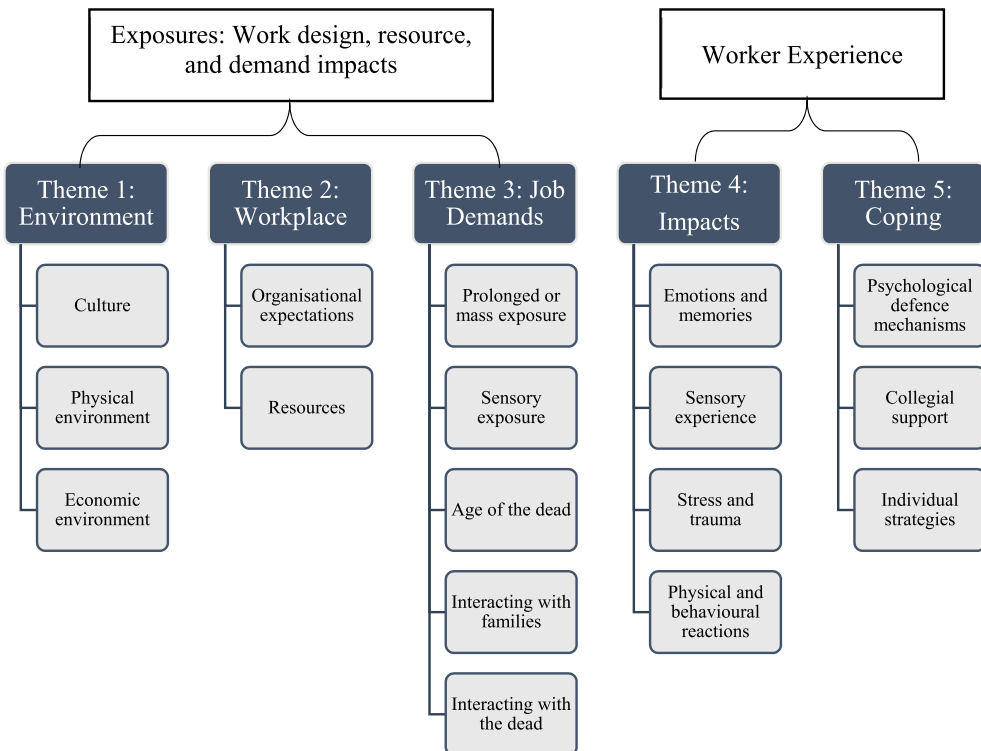 Exposures: Work design, resource,
and demand impacts
Worker Experience
Theme 1:
Environment
Culture
Physical
environment
Economic
environment
Theme 2:
Workplace
Organisational
expectations
Resources
Theme 3: Job
Demands
Prolonged or
mass exposure
Sensory
exposure
Age of the dead
Interacting with
families
Interacting with
the dead
Theme 4:
Impacts
Emotions and
memories
Sensory
experience
Stress and
trauma
Physical and
behavioural
reactions
Theme 5:
Coping
Psychological
defence
mechanisms
Collegial
support
Individual
strategies